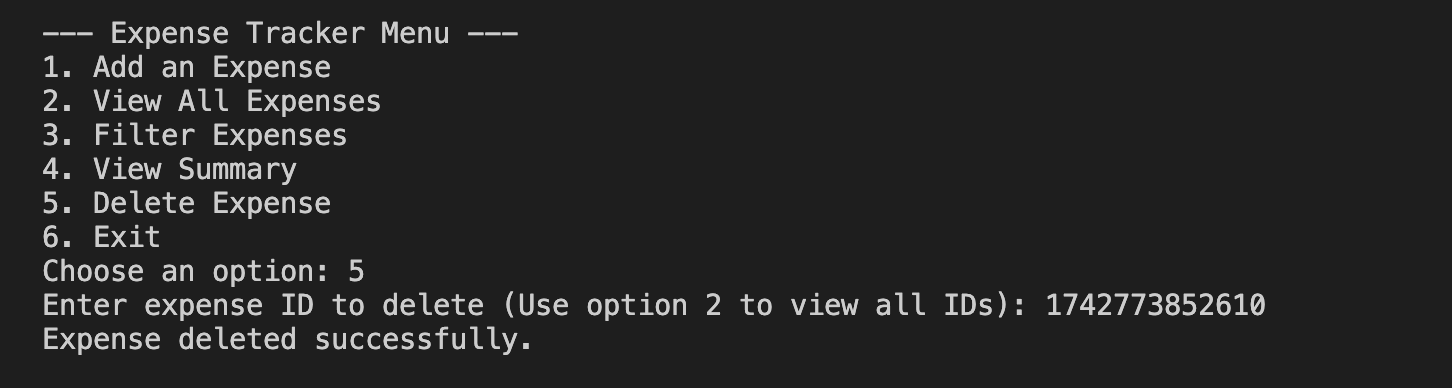 --- Expense Tracker Menu ---
1. Add an Expense
2. View All Expenses
3. Filter Expenses
4. View Summary
5. Delete Expense
6. Exit
Choose an option: 5
Enter expense ID to delete (Use option 2 to view all IDs): 1742773852610
Expense deleted successfully.